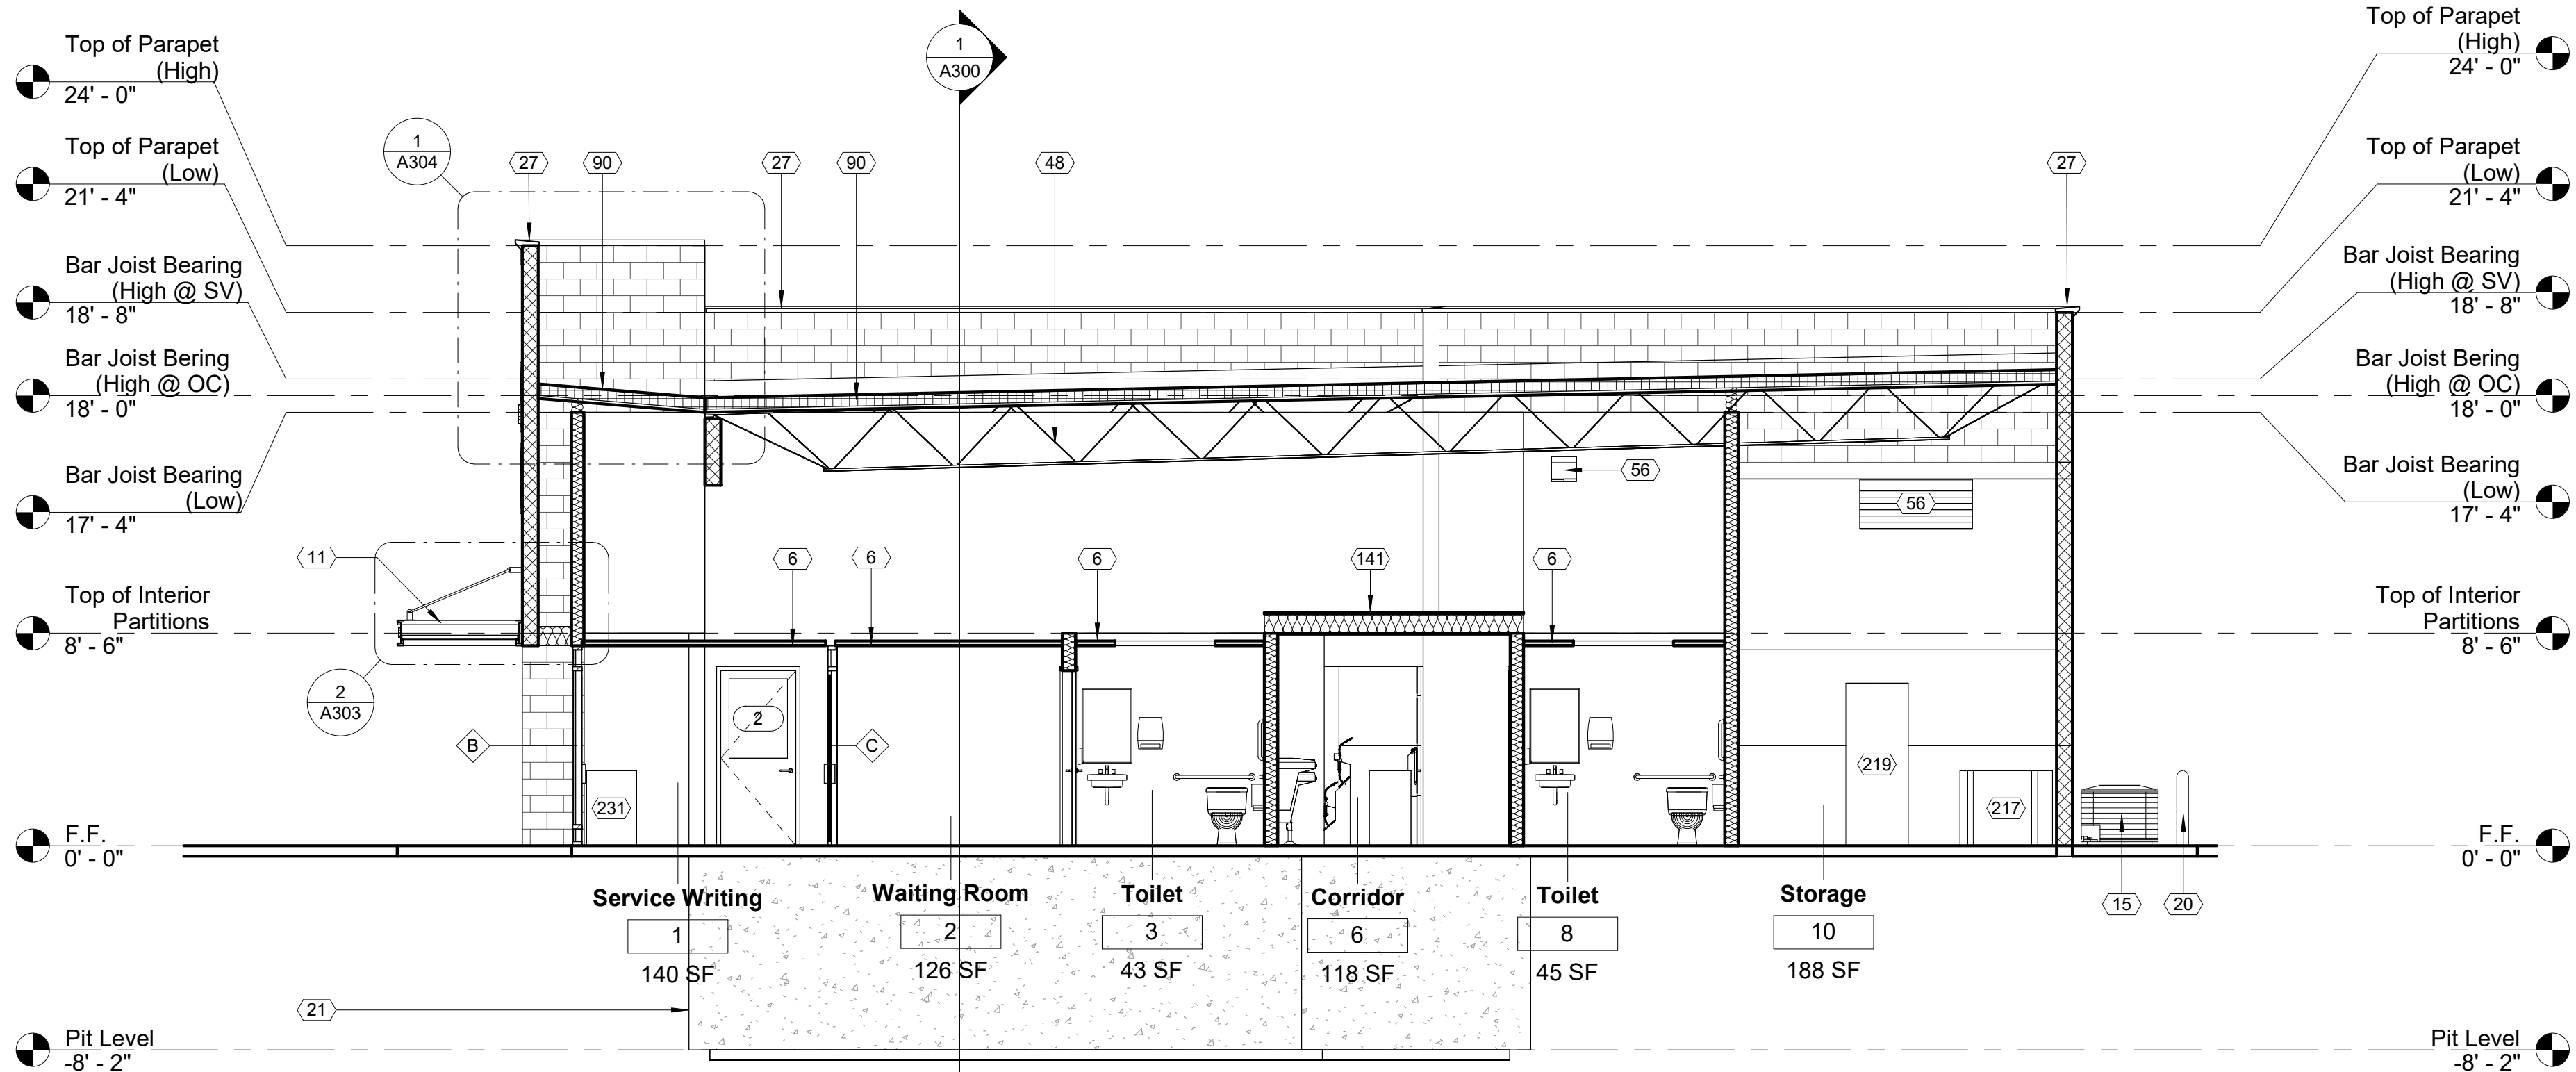 Top of Parapet
(High)
24' - 0"
Top of Parapet
(Low)
21' - 4"
Bar Joist Bearing
(High @ SV)
18' - 8"
Bar Joist Bering
(High @ OC)
18' - 0"
Bar Joist Bearing
(Low)
17' - 4"
Top of Interior
Partitions
8' - 6"
F.F.
0' - 0"
Pit Level
-8' - 2"
1
A300
1
A304
27
90
27
90
48
27
56
56
11
6
6
6
141
6
2
A303
B
2
C
231
219
217
15
20
Service Writing
1
140 SF
Waiting Room
2
126 SF
Toilet
3
43 SF
Corridor
6
118 SF
Toilet
8
45 SF
Storage
10
188 SF
21
Top of Parapet
(High)
24' - 0"
Top of Parapet
(Low)
21' - 4"
Bar Joist Bearing
(High @ SV)
18' - 8"
Bar Joist Bering
(High @ OC)
18' - 0"
Bar Joist Bearing
(Low)
17' - 4"
Top of Interior
Partitions
8' - 6"
F.F.
0' - 0"
Pit Level
-8' - 2"